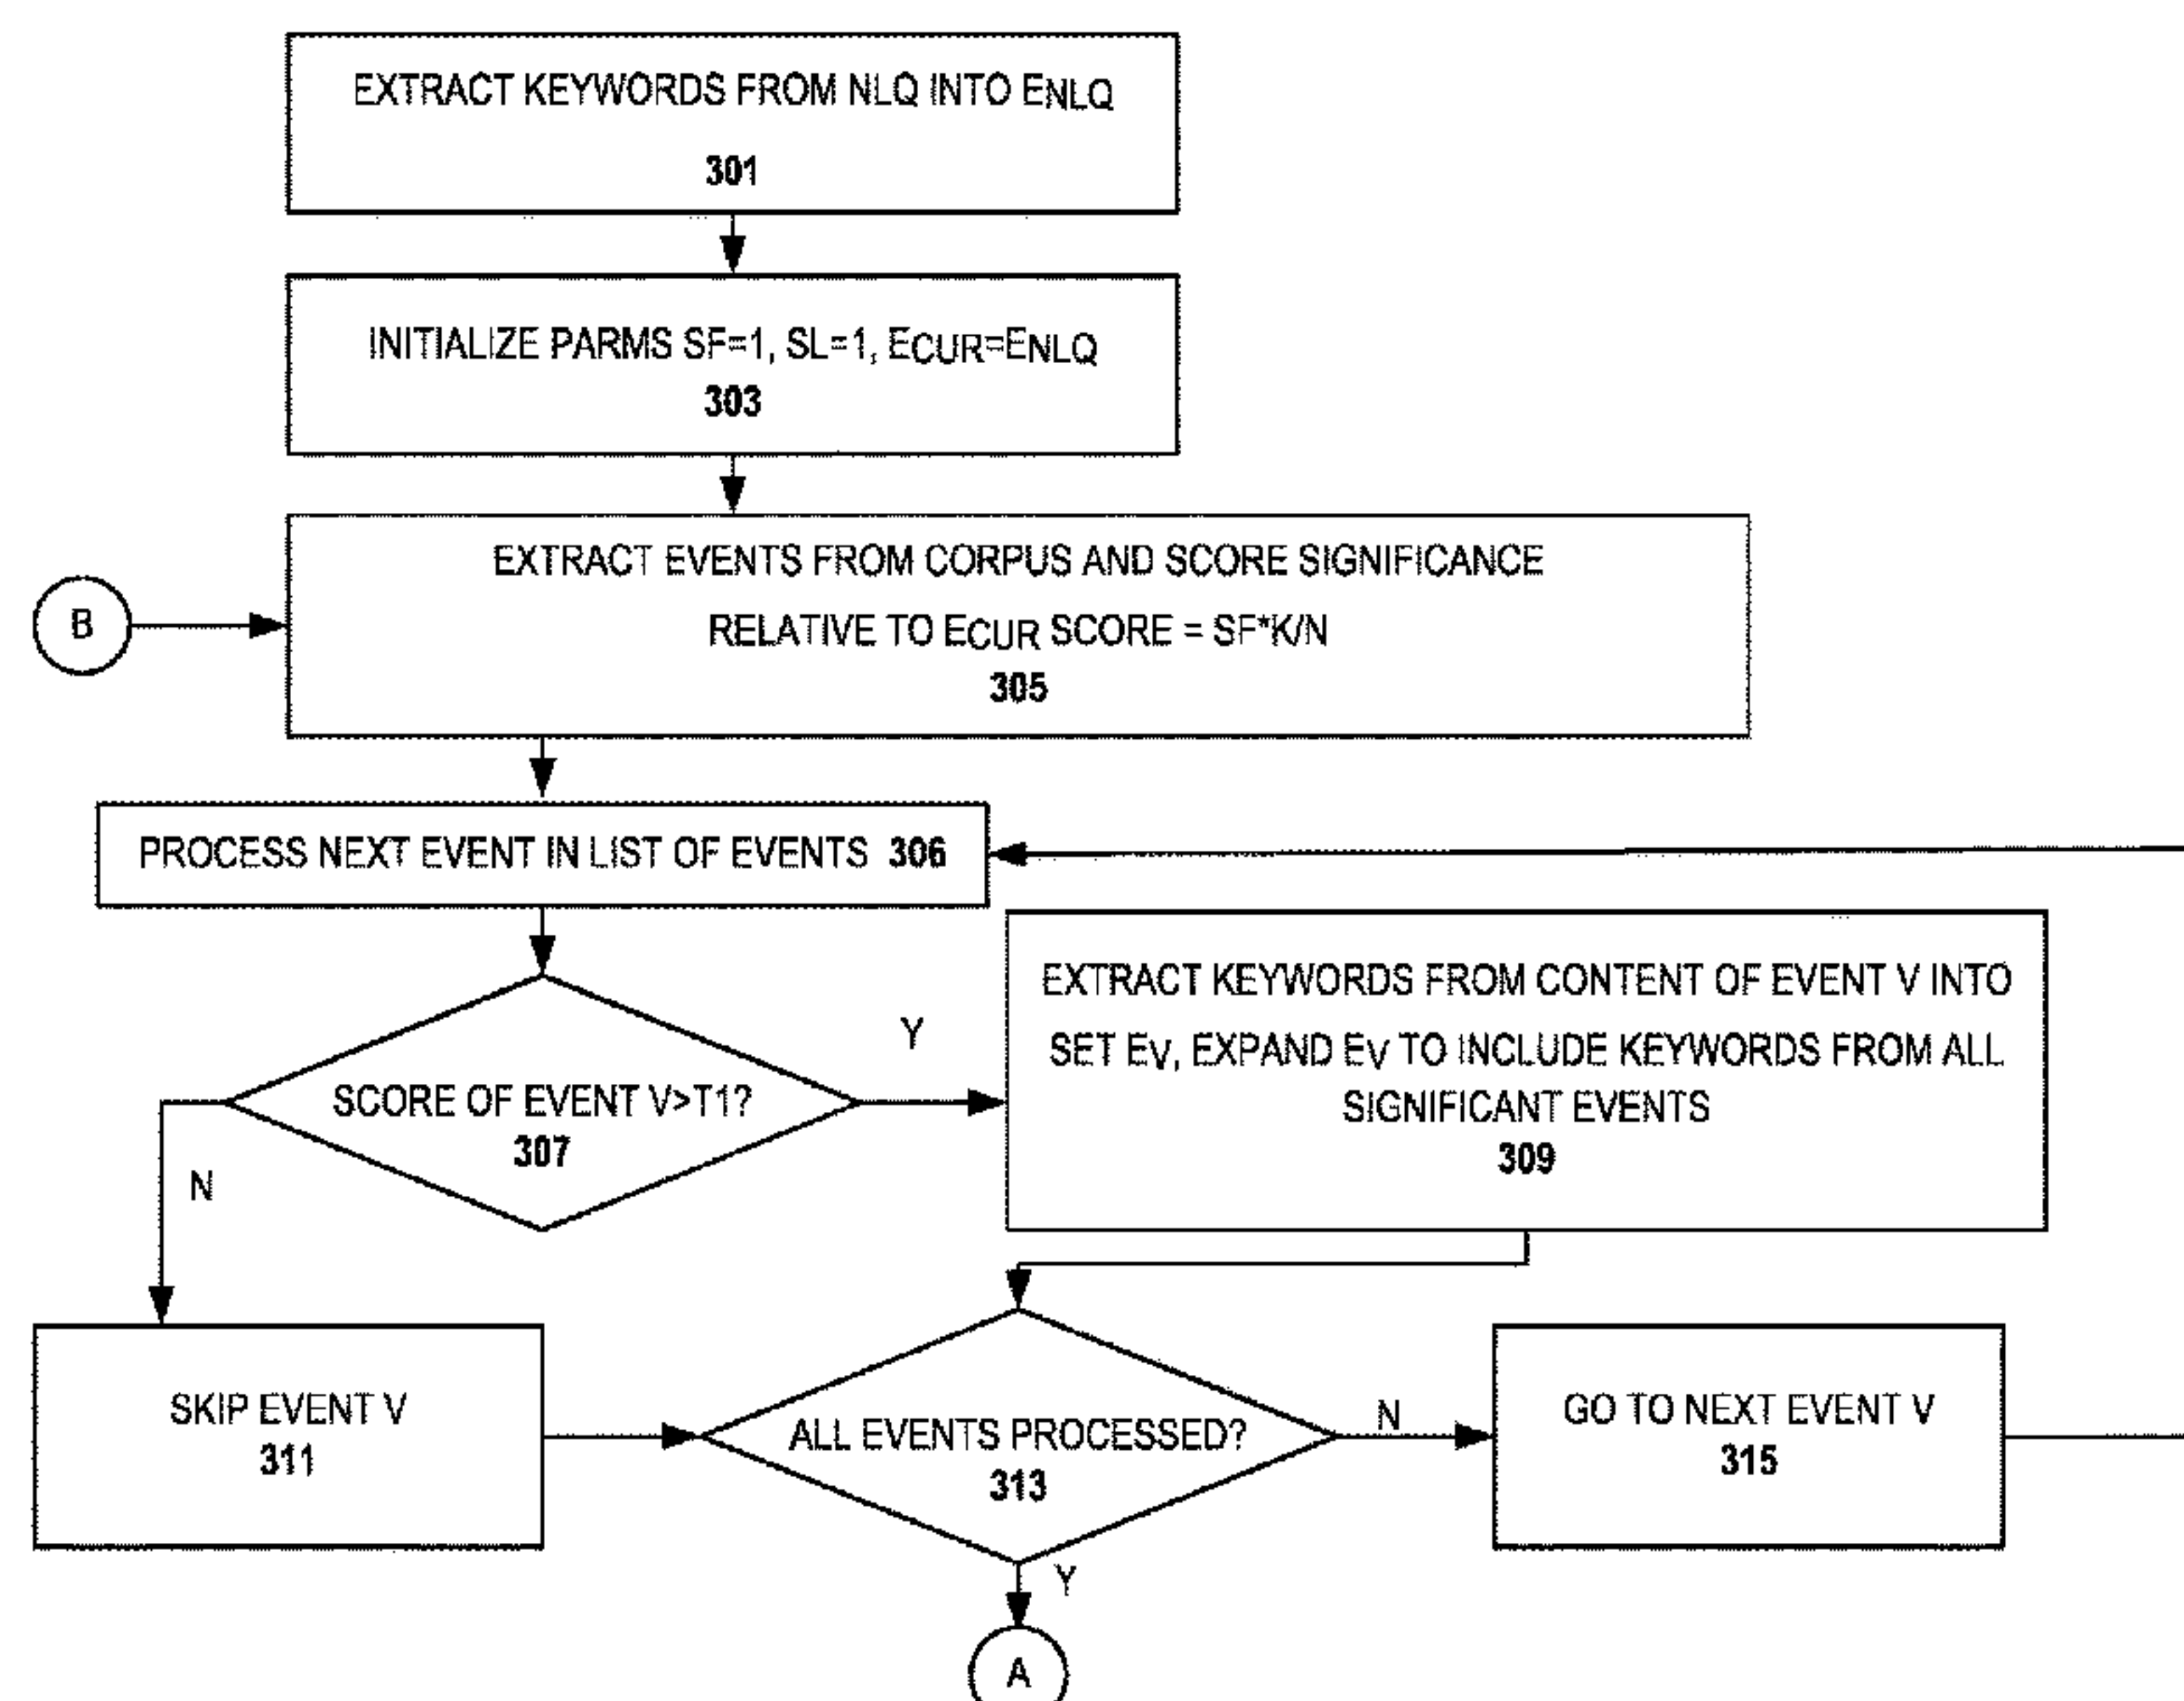 EXTRACT KEYWORDS FROM NLQ INTO ENLQ
301
INITIALIZE PARMS SF=1, SL=1, ECUR=ENLQ
303
B
EXTRACT EVENTS FROM CORPUS AND SCORE SIGNIFICANCE
RELATIVE TO ECUR SCORE = SF*K/N
305
PROCESS NEXT EVENT IN LIST OF EVENTS 306
SCORE OF EVENT V>T1?
307
Y
N
EXTRACT KEYWORDS FROM CONTENT OF EVENT V INTO
SET EV, EXPAND EV TO INCLUDE KEYWORDS FROM ALL
SIGNIFICANT EVENTS
309
SKIP EVENT V
311
ALL EVENTS PROCESSED?
313
N
GO TO NEXT EVENT V
315
Y
A